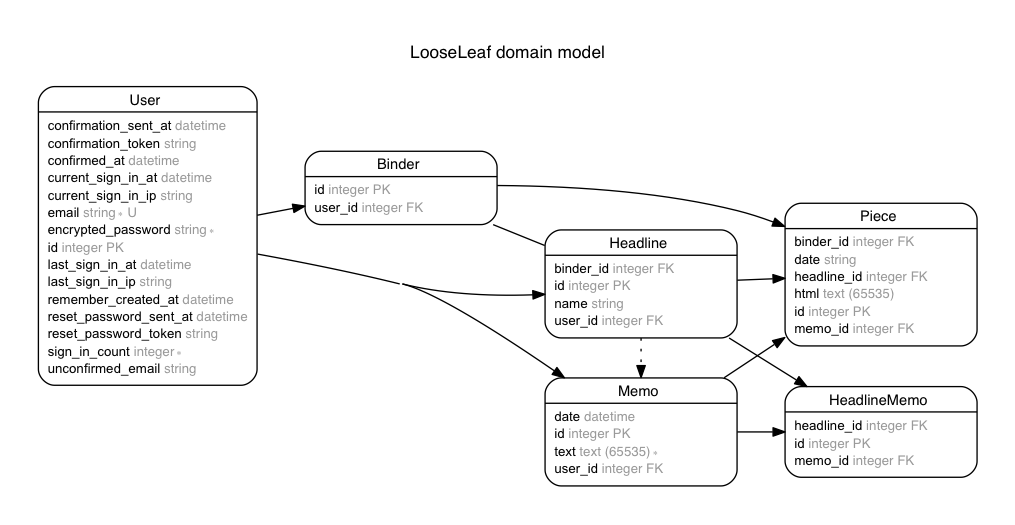 LooseLeaf domain model
User
confirmation_sent_at datetime
confirmation_token string
confirmed_at datetime
current_sign_in_at datetime
current_sign_in_ip string
email string ∗ U
encrypted_password string ∗
id integer PK
last_sign_in_at datetime
last_sign_in_ip string
remember_created_at datetime
reset_password_sent_at datetime
reset_password_token string
sign_in_count integer ∗
unconfirmed_email string
Binder
id integer PK
user_id integer FK
Headline
binder_id integer FK
id integer PK
name string
user_id integer FK
Memo
date datetime
id integer PK
text text (65535) ∗
user_id integer FK
Piece
binder_id integer FK
date string
headline_id integer FK
html text (65535)
id integer PK
memo_id integer FK
HeadlineMemo
headline_id integer FK
id integer PK
memo_id integer FK